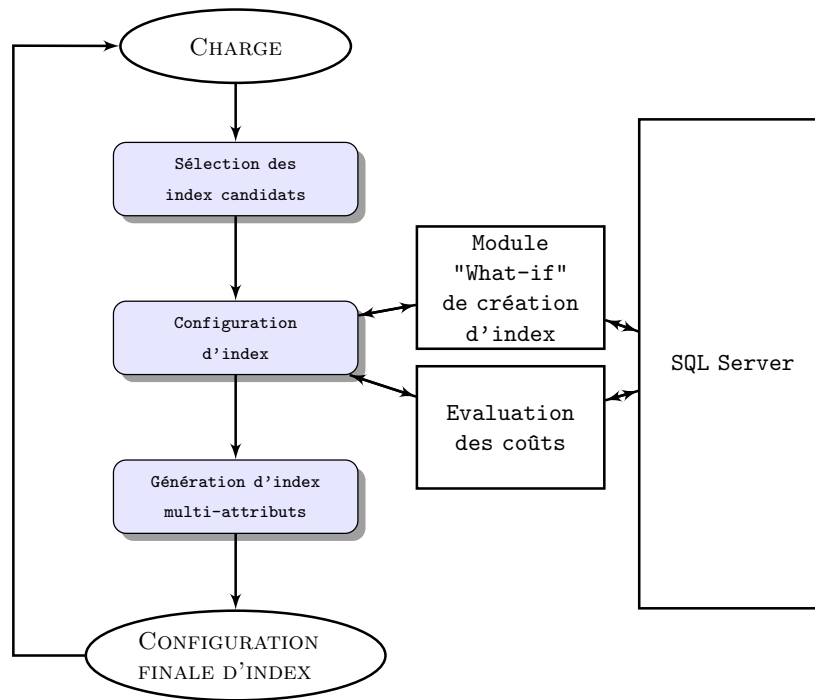 CHARGE
Sélection des
index candidats
Module
"What-if"
de création
d'index
Configuration
d'index
SQL Server
Evaluation
des coûts
Génération d'index
multi-attributs
CONFIGURATION
FINALE D'INDEX